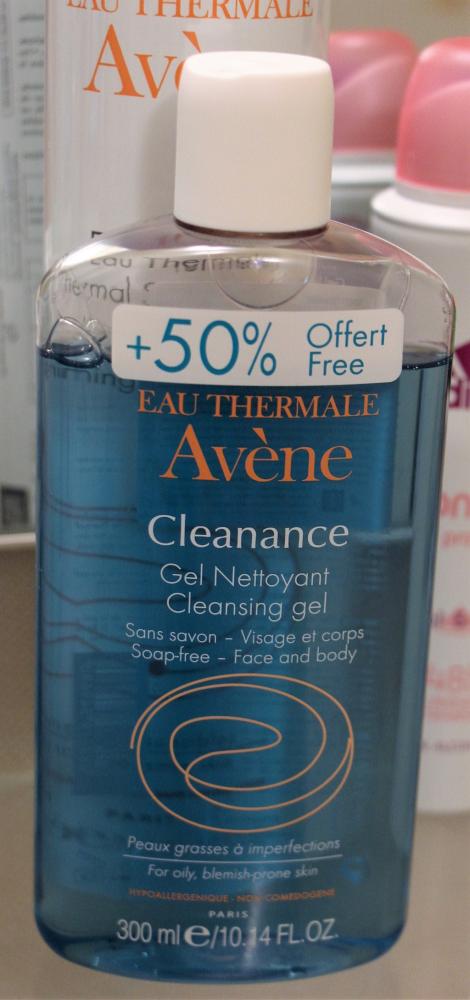 EAU THERMALE
Avè
Eau Thermale
+50% Offert
Free
EAU THERMALE
Avène
Cleanance
Gel Nettoyant
Cleansing gel
Sans savon – Visage et corps
Soap-free – Face and body
Peaux grasses à imperfections
For oily, blemish-prone skin
HYPOALLERGENIQUE - NON COMEDOGENE
PARIS
300 ml e/10.14 FL.OZ.